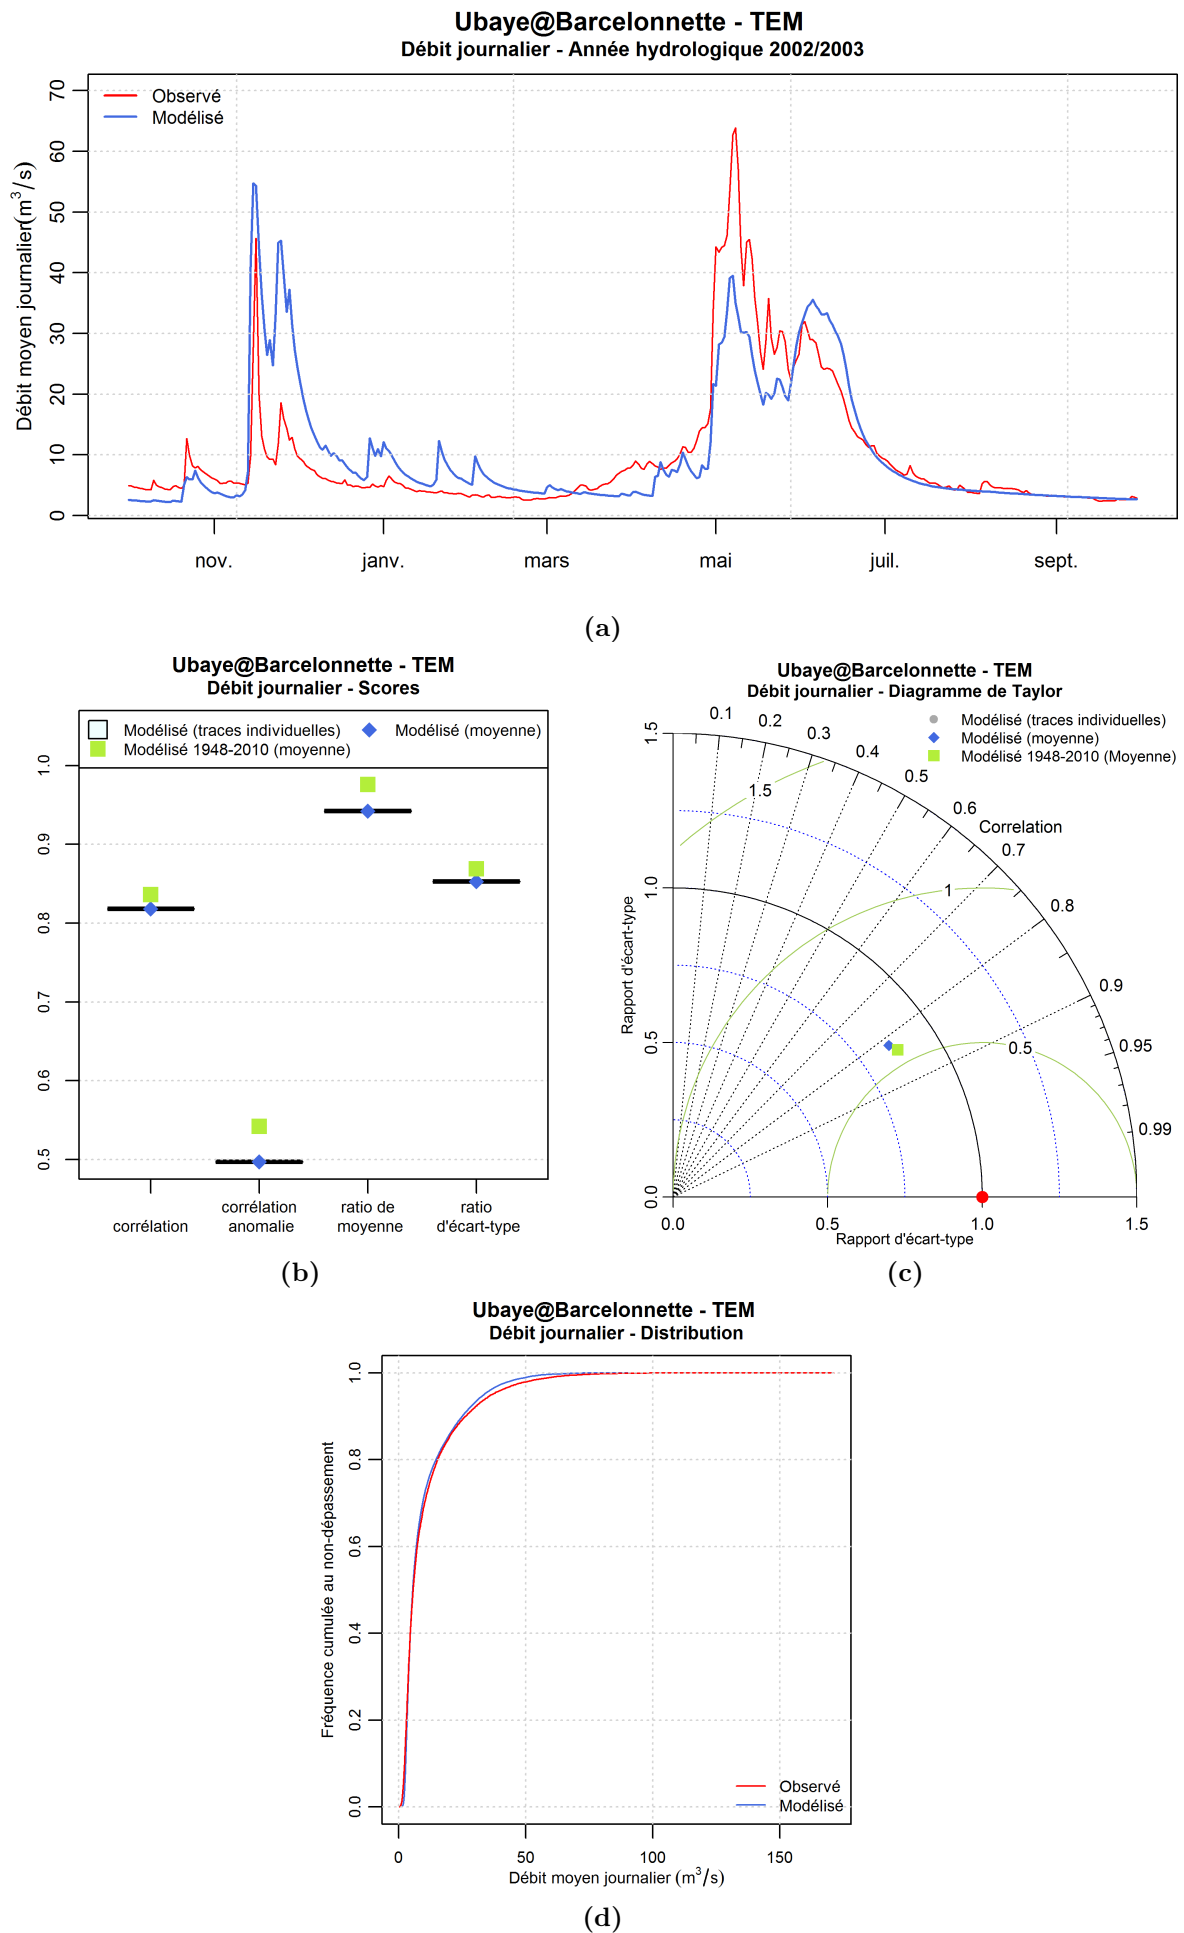 Ubaye@Barcelonnette - TEM
Débit journalier - Année hydrologique 2002/2003
Observé
Modélisé
Débit moyen journalier(m³/s)
0 10 20 30 40 50 60 70
nov. janv. mars mai juil. sept.
(a)
Ubaye@Barcelonnette - TEM
Débit journalier - Scores
Modélisé (traces individuelles)
Modélisé (moyenne)
Modélisé 1948-2010 (moyenne)
0.5 0.6 0.7 0.8 0.9 1.0
corrélation
corrélation
anomalie
ratio de
moyenne
ratio
d'écart-type
(b)
Ubaye@Barcelonnette - TEM
Débit journalier - Diagramme de Taylor
Modélisé (traces individuelles)
Modélisé (moyenne)
Modélisé 1948-2010 (Moyenne)
0.1 0.2 0.3 0.4 0.5 0.6 0.7 0.8 0.9 0.95 0.99
Correlation
1.5
1
0.5
Rapport d'écart-type
0.0 0.5 1.0 1.5
0.0 0.5 1.0 1.5
Rapport d'écart-type
(c)
Ubaye@Barcelonnette - TEM
Débit journalier - Distribution
Fréquence cumulée au non-dépassement
0.0 0.2 0.4 0.6 0.8 1.0
Observé
Modélisé
0 50 100 150
Débit moyen journalier (m³/s)
(d)